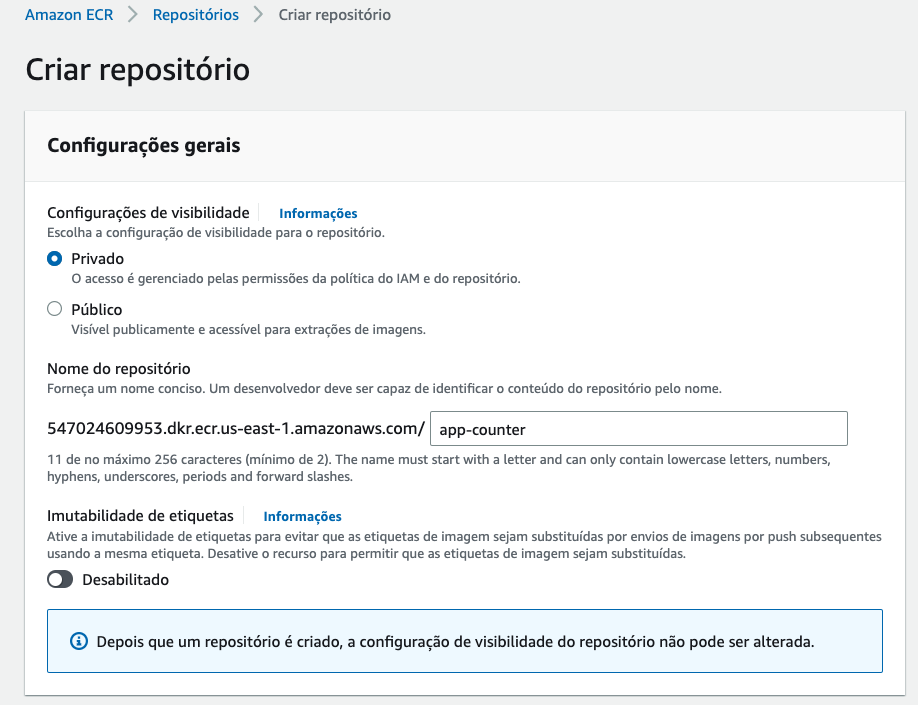 Amazon ECR > Repositórios > Criar repositório
Criar repositório
Configurações gerais
Configurações de visibilidade Informações
Escolha a configuração de visibilidade para o repositório.
Privado
O acesso é gerenciado pelas permissões da política do IAM e do repositório.
Público
Visível publicamente e acessível para extrações de imagens.
Nome do repositório
Forneça um nome conciso. Um desenvolvedor deve ser capaz de identificar o conteúdo do repositório pelo nome.
547024609953.dkr.ecr.us-east-1.amazonaws.com/ app-counter
11 de no máximo 256 caracteres (mínimo de 2). The name must start with a letter and can only contain lowercase letters, numbers,
hyphens, underscores, periods and forward slashes.
Imutabilidade de etiquetas Informações
Ative a imutabilidade de etiquetas para evitar que as etiquetas de imagem sejam substituídas por envios de imagens por push subsequentes
usando a mesma etiqueta. Desative o recurso para permitir que as etiquetas de imagem sejam substituídas.
Desabilitado
Depois que um repositório é criado, a configuração de visibilidade do repositório não pode ser alterada.